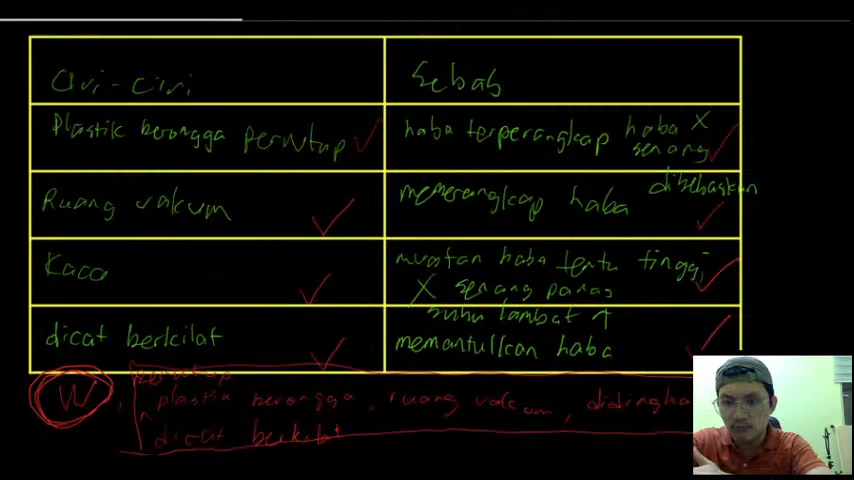 Ciri-ciri
Sebab
Plastik berongga penutup
haba terperangkap haba X
senang
dibebaskan
Ruang vakum
memerangkap haba
Kaca
muatan haba tentu tinggi,
X senang panas
suhu lambat ↑
dicat berkilat
memantulkan haba
W, penutup
plastik berongga, ruang vakum,
dicat berkilat